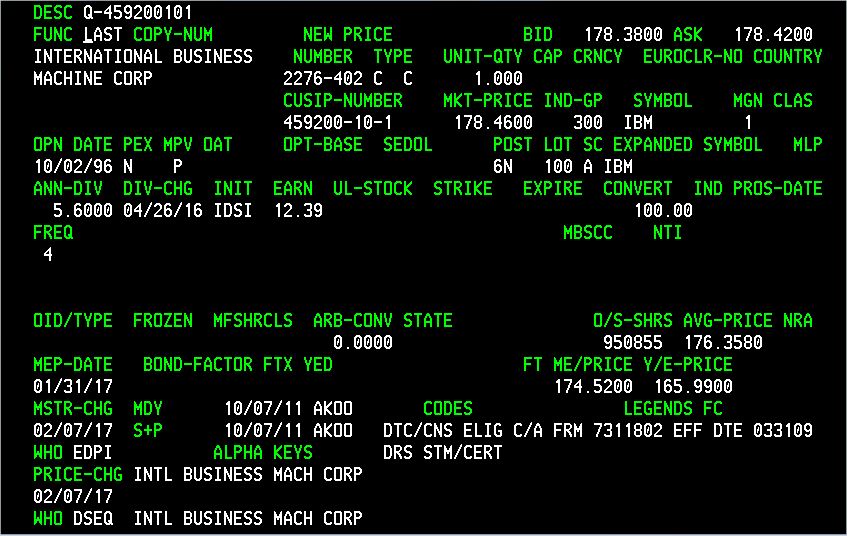 DESC Q-459200101
FUNC LAST COPY-NUM NEW PRICE BID 178.3800 ASK 178.4200
INTERNATIONAL BUSINESS NUMBER TYPE UNIT-QTY CAP CRNCY EUROCLR-NO COUNTRY
MACHINE CORP 2276-402 C C 1.000
CUSIP-NUMBER MKT-PRICE IND-GP SYMBOL MGN CLAS
459200-10-1 178.4600 300 IBM 1
OPN DATE PEX MPV OAT OPT-BASE SEDOL POST LOT SC EXPANDED SYMBOL MLP
10/02/96 N P 6N 100 A IBM
ANN-DIV DIV-CHG INIT EARN UL-STOCK STRIKE EXPIRE CONVERT IND PROS-DATE
5.6000 04/26/16 IDSI 12.39 100.00
FREQ MBSCC NTI
4
OID/TYPE FROZEN MFSHRCLS ARB-CONV STATE O/S-SHRS AVG-PRICE NRA
0.0000 950855 176.3580
MEP-DATE BOND-FACTOR FTX YED FT ME/PRICE Y/E-PRICE
01/31/17 174.5200 165.9900
MSTR-CHG MDY 10/07/11 AKOO CODES LEGENDS FC
02/07/17 S+P 10/07/11 AKOO DTC/CNS ELIG C/A FRM 7311802 EFF DTE 033109
WHO EDPI ALPHA KEYS DRS STM/CERT
PRICE-CHG INTL BUSINESS MACH CORP
02/07/17
WHO DSEQ INTL BUSINESS MACH CORP